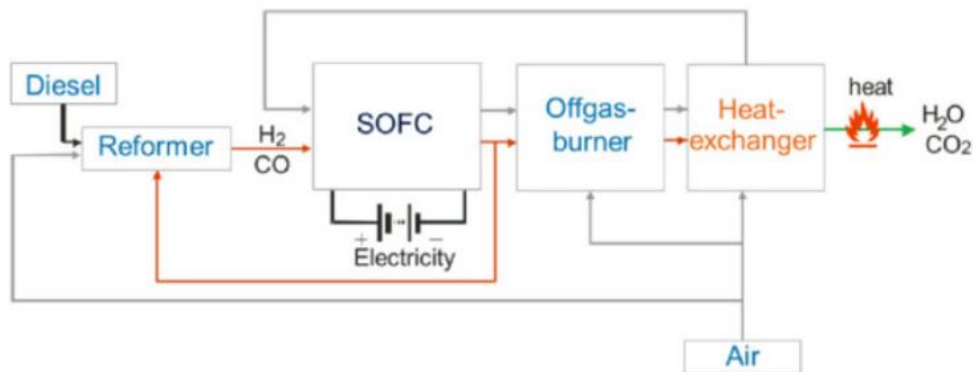 Diesel
Reformer
H₂
CO
SOFC
+ −
Electricity
Offgas-
burner
Heat-
exchanger
heat
H₂O
CO₂
Air